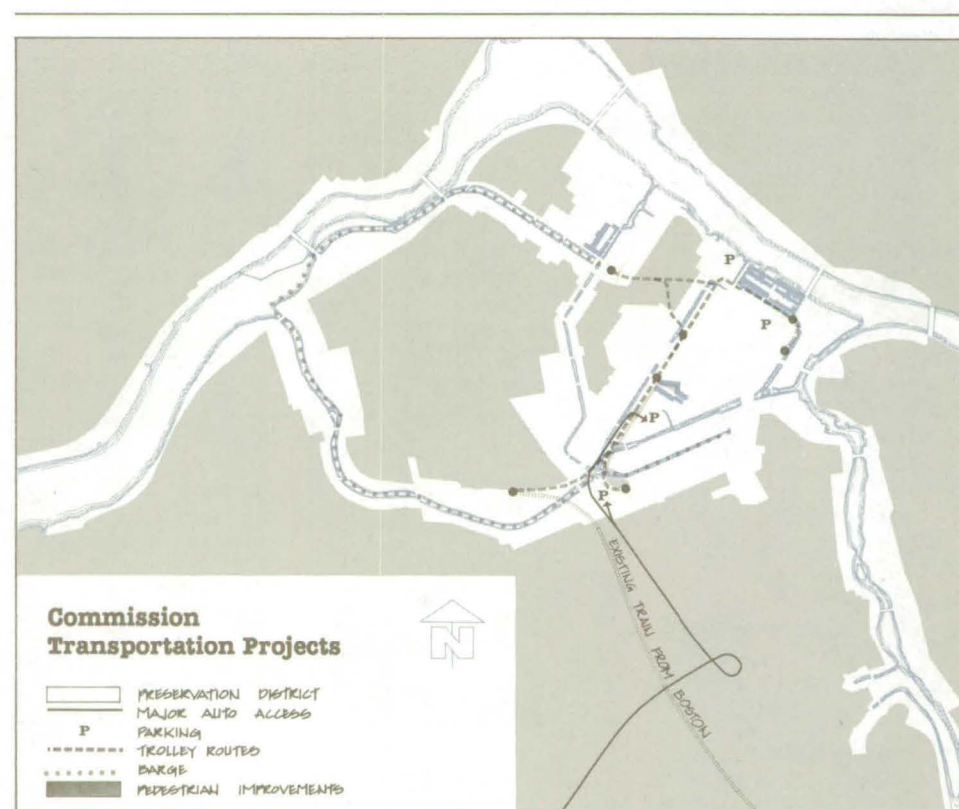 P
P
P
P
EXISTING TRAIN FROM BOSTON
Commission
Transportation Projects
N
PRESERVATION DISTRICT
MAJOR AUTO ACCESS
P PARKING
TROLLEY ROUTES
BARGE
PEDESTRIAN IMPROVEMENTS